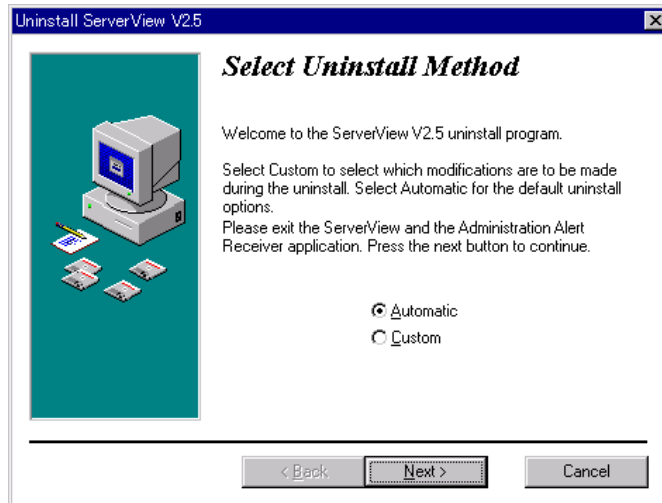 Uninstall ServerView V2.5
Select Uninstall Method
Welcome to the ServerView V2.5 uninstall program.
Select Custom to select which modifications are to be made
during the uninstall. Select Automatic for the default uninstall
options.
Please exit the ServerView and the Administration Alert
Receiver application. Press the next button to continue.
Automatic
Custom
< Back
Next >
Cancel